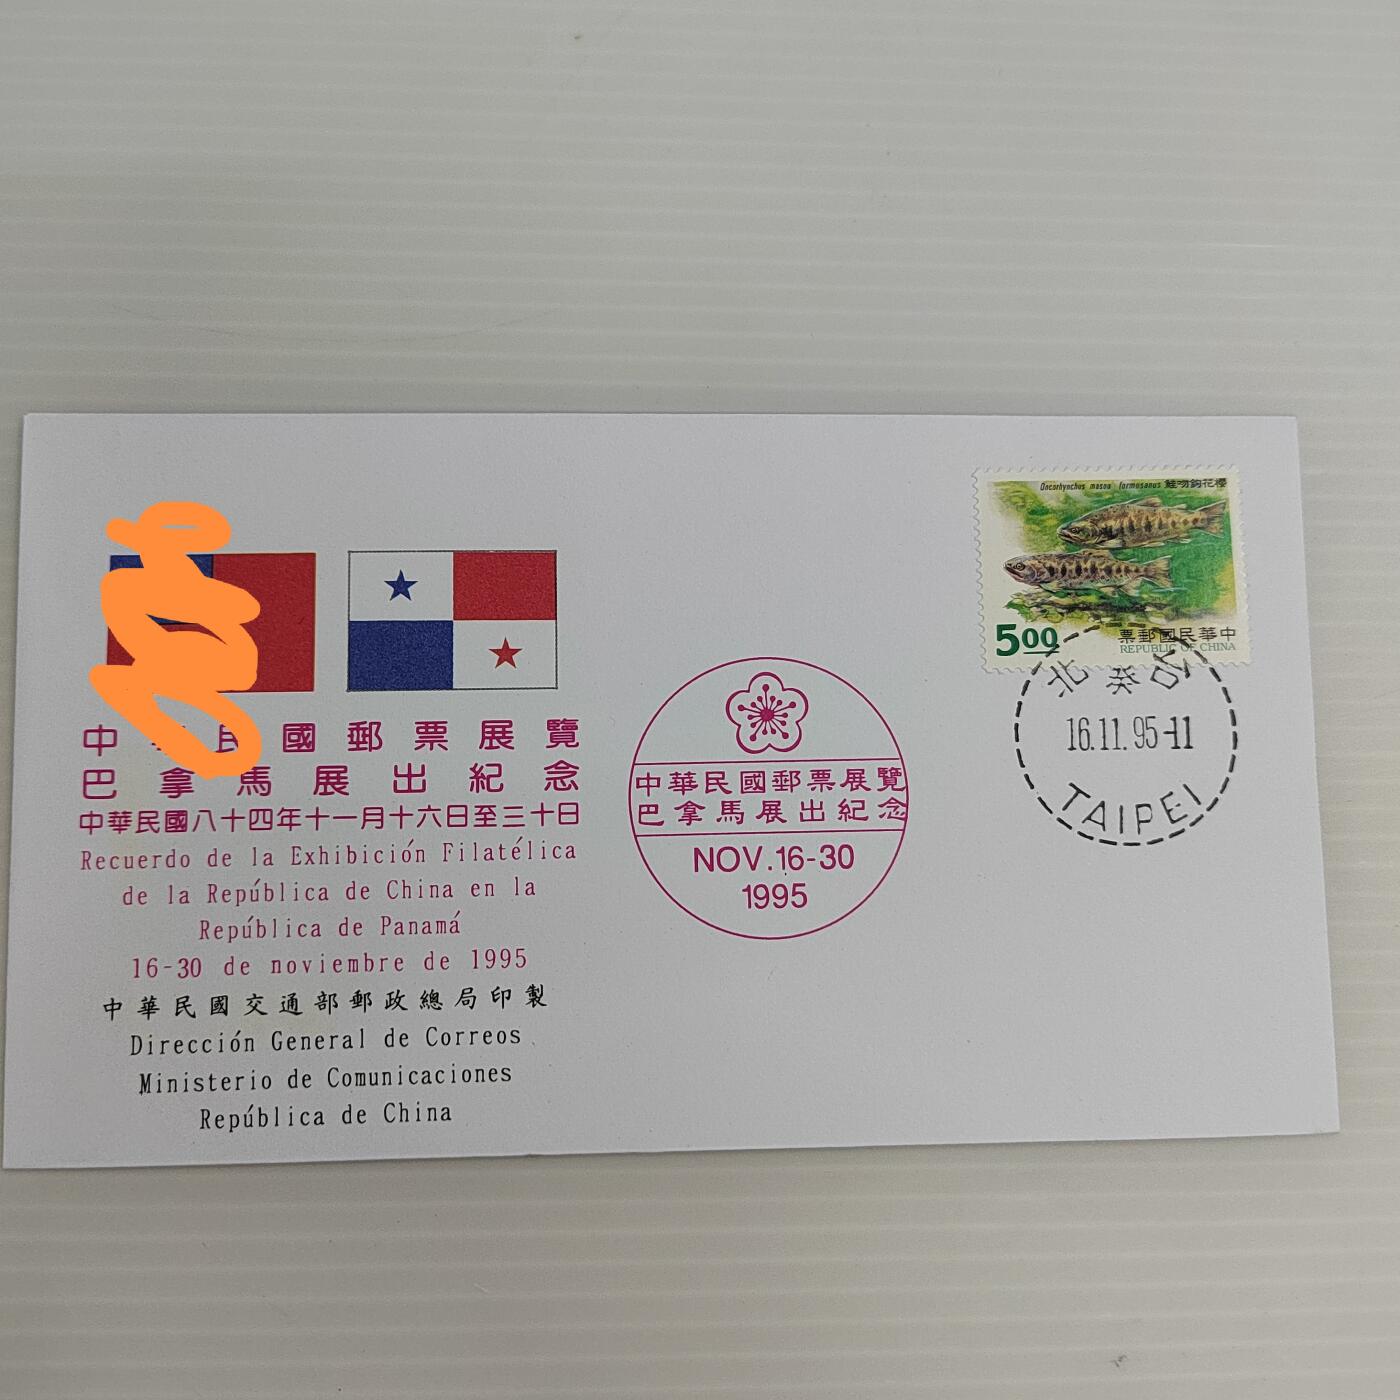 中 民國郵票展覽
巴拿馬展出紀念
中華民國八十四年十一月十六日至三十日
Recuerdo de la Exhibición Filatélica
de la República de China en la
República de Panamá
16-30 de noviembre de 1995
中華民國交通部郵政總局印製
Dirección General de Correos
Ministerio de Comunicaciones
República de China
中華民國郵票展覽
巴拿馬展出紀念
NOV.16-30
1995
Oncorhynchus masou formosanus 鮭吻鉤花櫻
5.00
票郵國民華中
REPUBLIC OF CHINA
16.11.95-11
TAIPEI